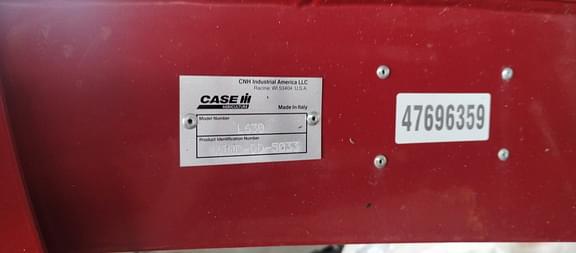 CNH Industrial America LLC
Racine, WI 53404 U.S.A.
CASE IH
AGRICULTURE
Made in Italy
Model Number
L630
Product Identification Number
47696359